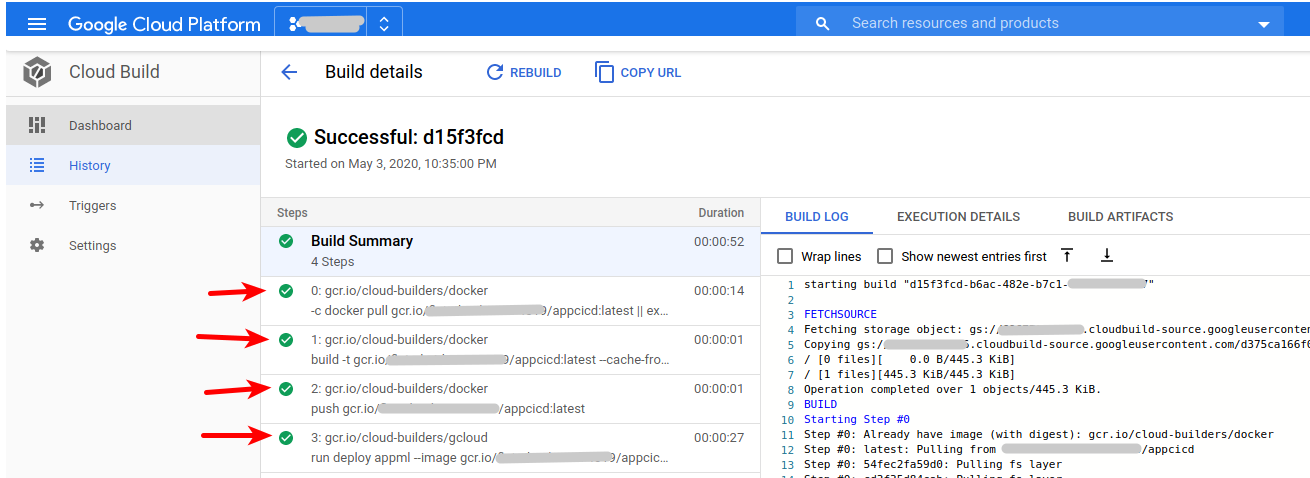 Google Cloud Platform
Search resources and products
Cloud Build
Build details
REBUILD
COPY URL
Dashboard
History
Triggers
Settings
Successful: d15f3fcd
Started on May 3, 2020, 10:35:00 PM
Steps Duration
Build Summary 00:00:52
4 Steps
0: gcr.io/cloud-builders/docker 00:00:14
-c docker pull gcr.io/ /appcicd:latest || ex...
1: gcr.io/cloud-builders/docker 00:00:01
build -t gcr.io/ /appcicd:latest --cache-fro...
2: gcr.io/cloud-builders/docker 00:00:01
push gcr.io/ /appcicd:latest
3: gcr.io/cloud-builders/gcloud 00:00:27
run deploy appml --image gcr.io/ /appcic...
BUILD LOG EXECUTION DETAILS BUILD ARTIFACTS
Wrap lines Show newest entries first
1 starting build "d15f3fcd-b6ac-482e-b7c1- "
2
3 FETCHSOURCE
4 Fetching storage object: gs:// .cloudbuild-source.googleusercontent
5 Copying gs:// .cloudbuild-source.googleusercontent.com/d375ca166f
6 / [0 files][    0.0 B/445.3 KiB]
7 / [1 files][445.3 KiB/445.3 KiB]
8 Operation completed over 1 objects/445.3 KiB.
9 BUILD
10 Starting Step #0
11 Step #0: Already have image (with digest): gcr.io/cloud-builders/docker
12 Step #0: latest: Pulling from /appcicd
13 Step #0: 54fec2fa59d0: Pulling fs layer